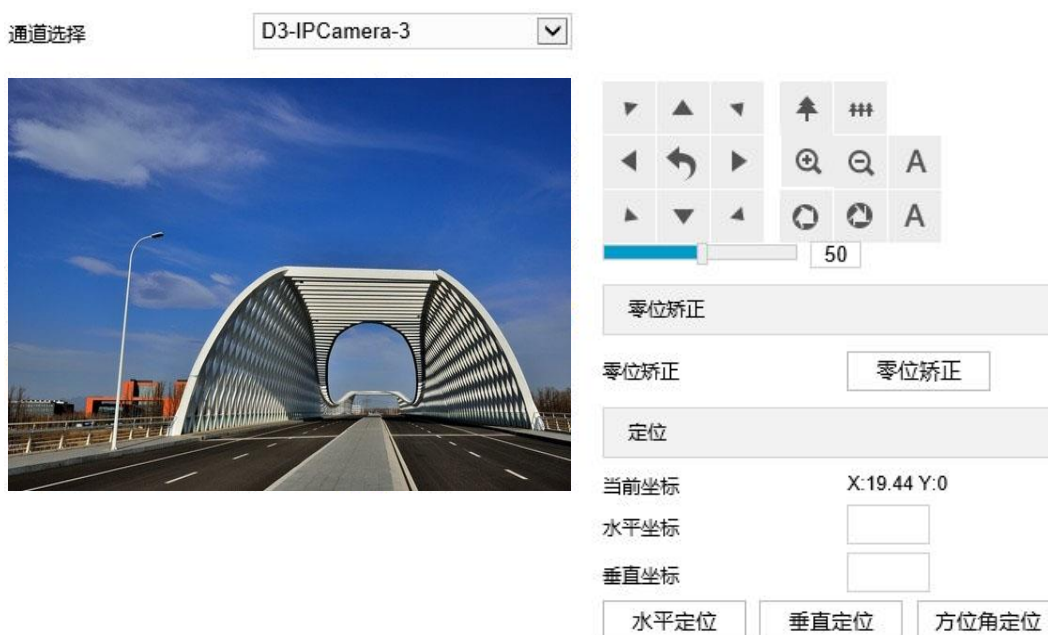 通道选择
D3-IPCamera-3
A
A
50
零位矫正
零位矫正
零位矫正
定位
当前坐标
X:19.44 Y:0
水平坐标
垂直坐标
水平定位
垂直定位
方位角定位